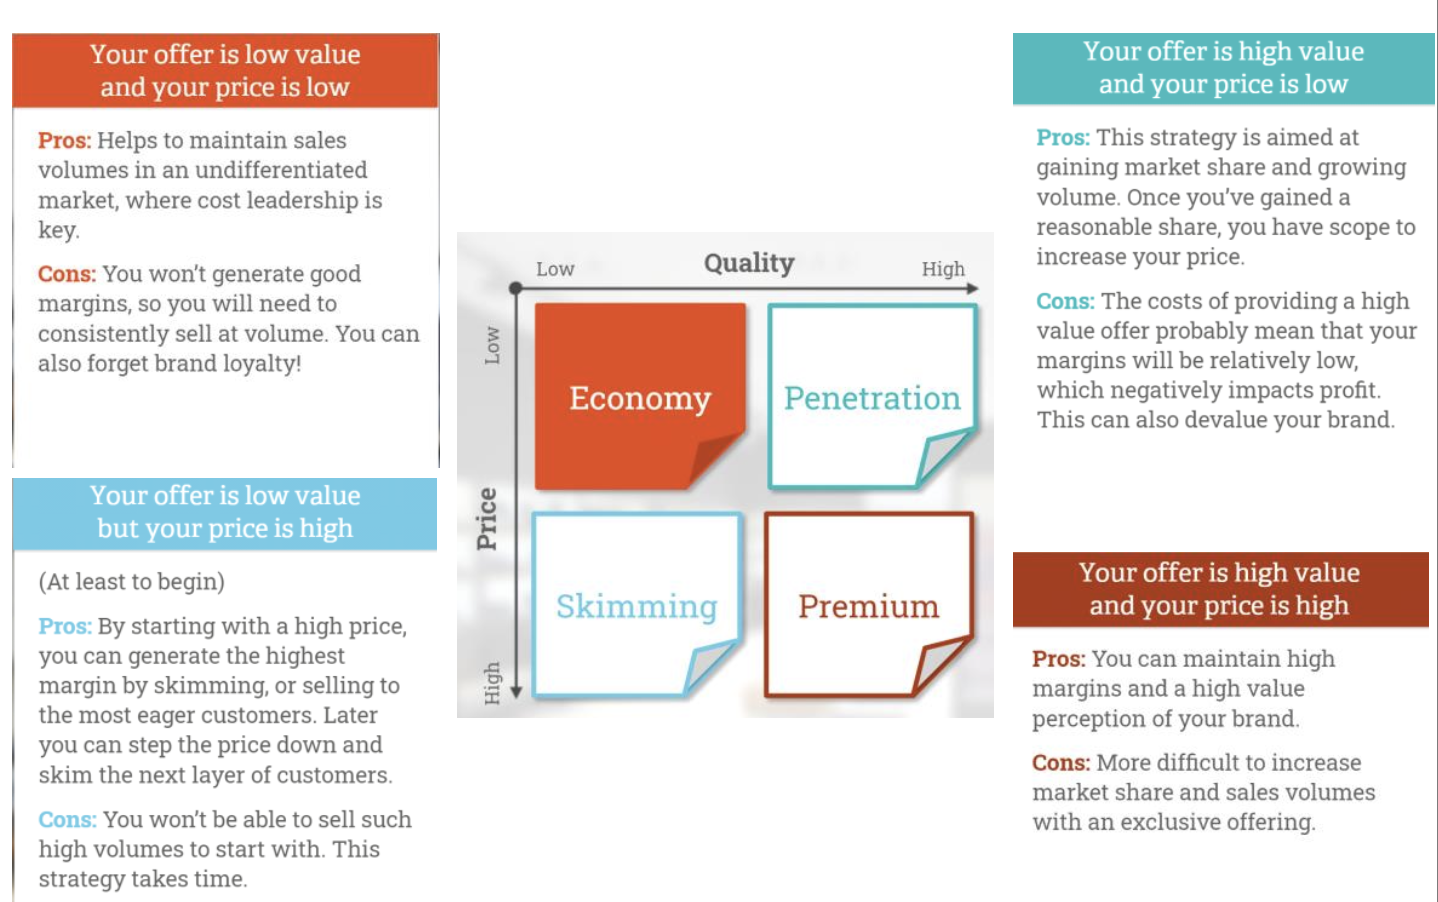 Your offer is low value
and your price is low
Pros: Helps to maintain sales
volumes in an undifferentiated
market, where cost leadership is
key.
Cons: You won't generate good
margins, so you will need to
consistently sell at volume. You can
also forget brand loyalty!
Your offer is low value
but your price is high
(At least to begin)
Pros: By starting with a high price,
you can generate the highest
margin by skimming, or selling to
the most eager customers. Later
you can step the price down and
skim the next layer of customers.
Cons: You won't be able to sell such
high volumes to start with. This
strategy takes time.
Quality
Low
High
Price
Low
High
Economy
Penetration
Skimming
Premium
Your offer is high value
and your price is low
Pros: This strategy is aimed at
gaining market share and growing
volume. Once you've gained a
reasonable share, you have scope to
increase your price.
Cons: The costs of providing a high
value offer probably mean that your
margins will be relatively low,
which negatively impacts profit.
This can also devalue your brand.
Your offer is high value
and your price is high
Pros: You can maintain high
margins and a high value
perception of your brand.
Cons: More difficult to increase
market share and sales volumes
with an exclusive offering.